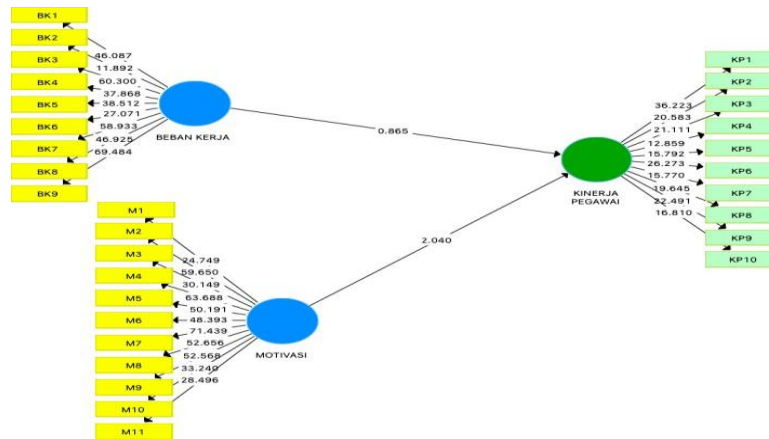 BK1
BK2
BK3
BK4
BK5
BK6
BK7
BK8
BK9
46.087
11.892
60.300
37.868
38.512
27.071
58.933
46.925
69.484
BEBAN KERJA
0.865
2.040
M1
M2
M3
M4
M5
M6
M7
M8
M9
M10
M11
24.749
59.650
30.149
63.688
50.191
48.393
71.439
52.656
52.568
33.240
28.496
MOTIVASI
KINERJA
PEGAWAI
36.223
20.583
21.111
12.859
15.792
26.273
15.770
19.645
22.491
16.810
KP1
KP2
KP3
KP4
KP5
KP6
KP7
KP8
KP9
KP10